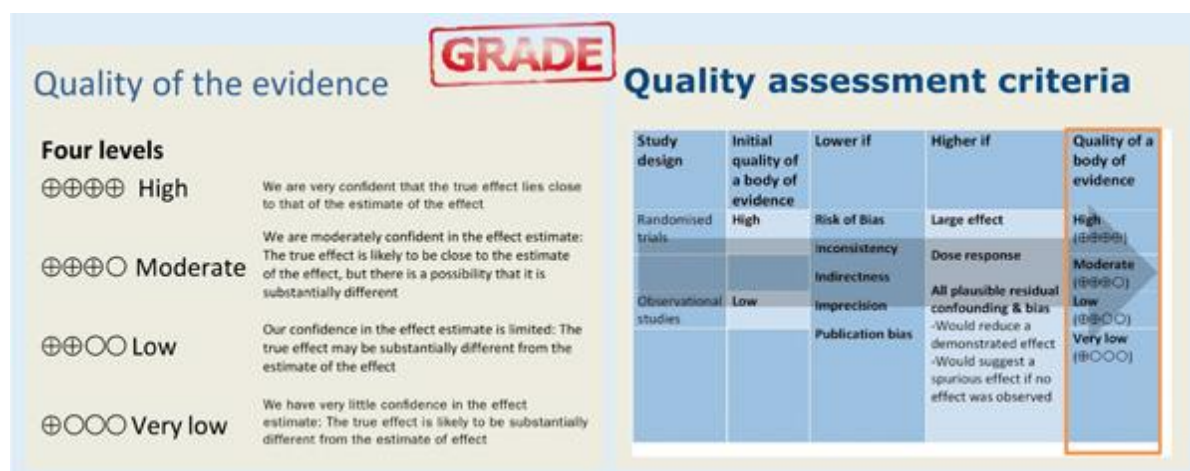 GRADE
Quality of the evidence
Four levels
⊕⊕⊕⊕ High
We are very confident that the true effect lies close
to that of the estimate of the effect
⊕⊕⊕○ Moderate
We are moderately confident in the effect estimate:
The true effect is likely to be close to the estimate
of the effect, but there is a possibility that it is
substantially different
⊕⊕○○ Low
Our confidence in the effect estimate is limited: The
true effect may be substantially different from the
estimate of the effect
⊕○○○ Very low
We have very little confidence in the effect
estimate: The true effect is likely to be substantially
different from the estimate of effect
Quality assessment criteria
Study
design
Initial
quality of
a body of
evidence
Lower if
Higher if
Quality of a
body of
evidence
Randomised
trials
High
Risk of Bias
Inconsistency
Indirectness
Imprecision
Publication bias
Large effect
Dose response
All plausible residual
confounding & bias
-Would reduce a
demonstrated effect
-Would suggest a
spurious effect if no
effect was observed
High
(⊕⊕⊕⊕)
Moderate
(⊕⊕⊕○)
Low
(⊕⊕○○)
Very low
(⊕○○○)
Observational
studies
Low